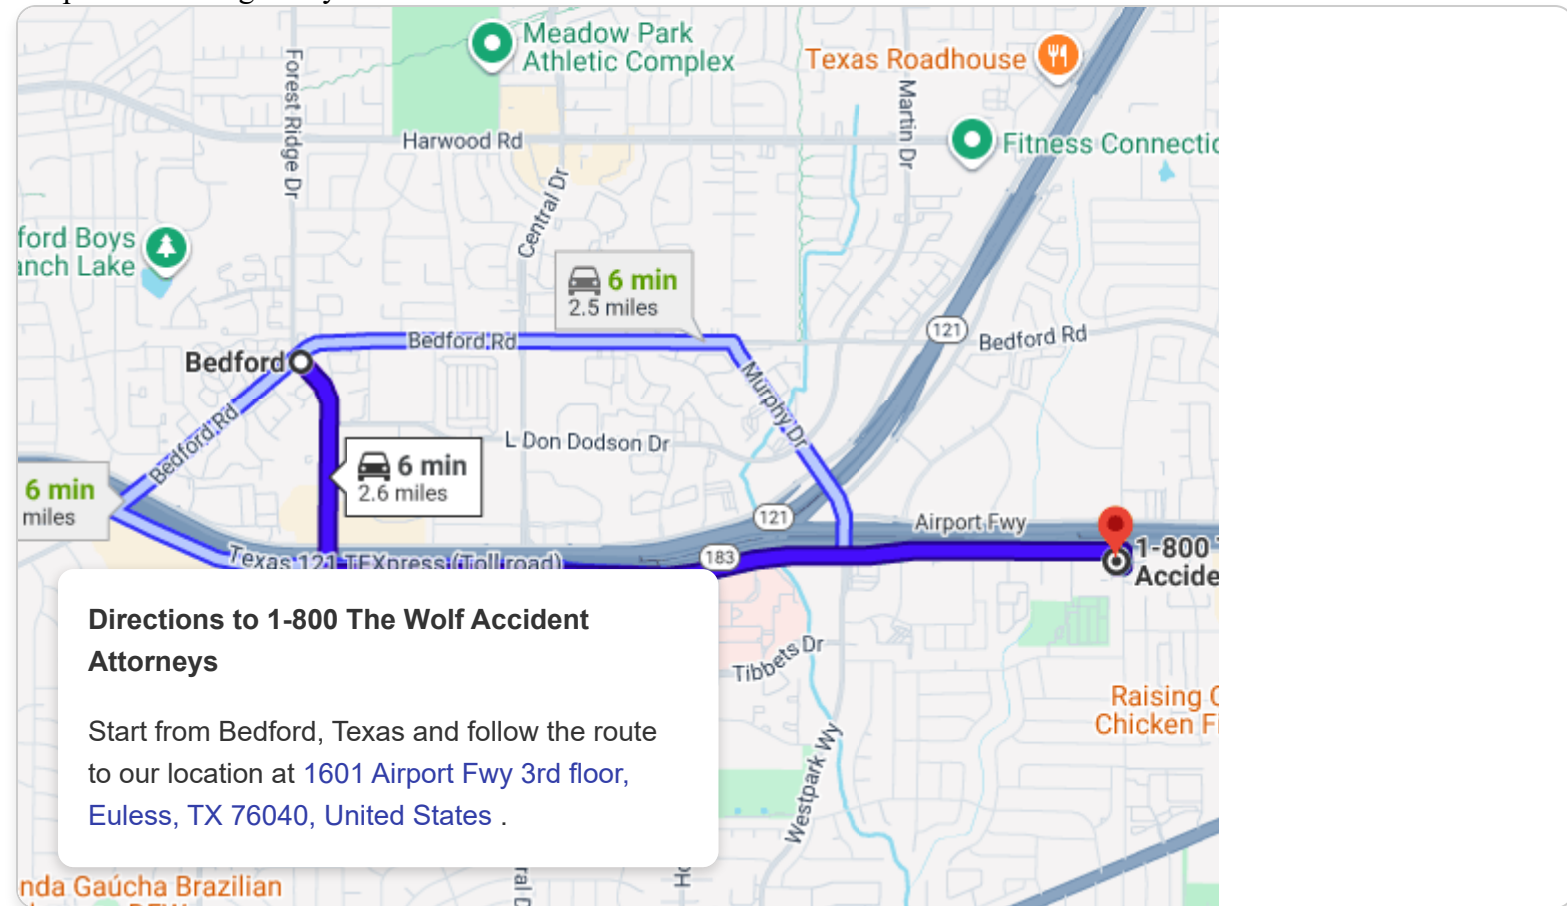 Meadow Park
Athletic Complex
Texas Roadhouse
Forest Ridge Dr
Martin Dr
Harwood Rd
Fitness Connectio
Central Dr
ford Boys
anch Lake
6 min
2.5 miles
121
Bedford Rd
Bedford Rd
Bedford
Murphy Dr
Bedford Rd
L Don Dodson Dr
6 min
2.6 miles
6 min
miles
121
Airport Fwy
183
Texas 121 TEXpress (Toll road)
1-800
Accide
Directions to 1-800 The Wolf Accident
Attorneys
Start from Bedford, Texas and follow the route
to our location at 1601 Airport Fwy 3rd floor,
Euless, TX 76040, United States .
Tibbets Dr
Raising C
Chicken Fi
Westpark Wy
nda Gaúcha Brazilian
ral D
Ho